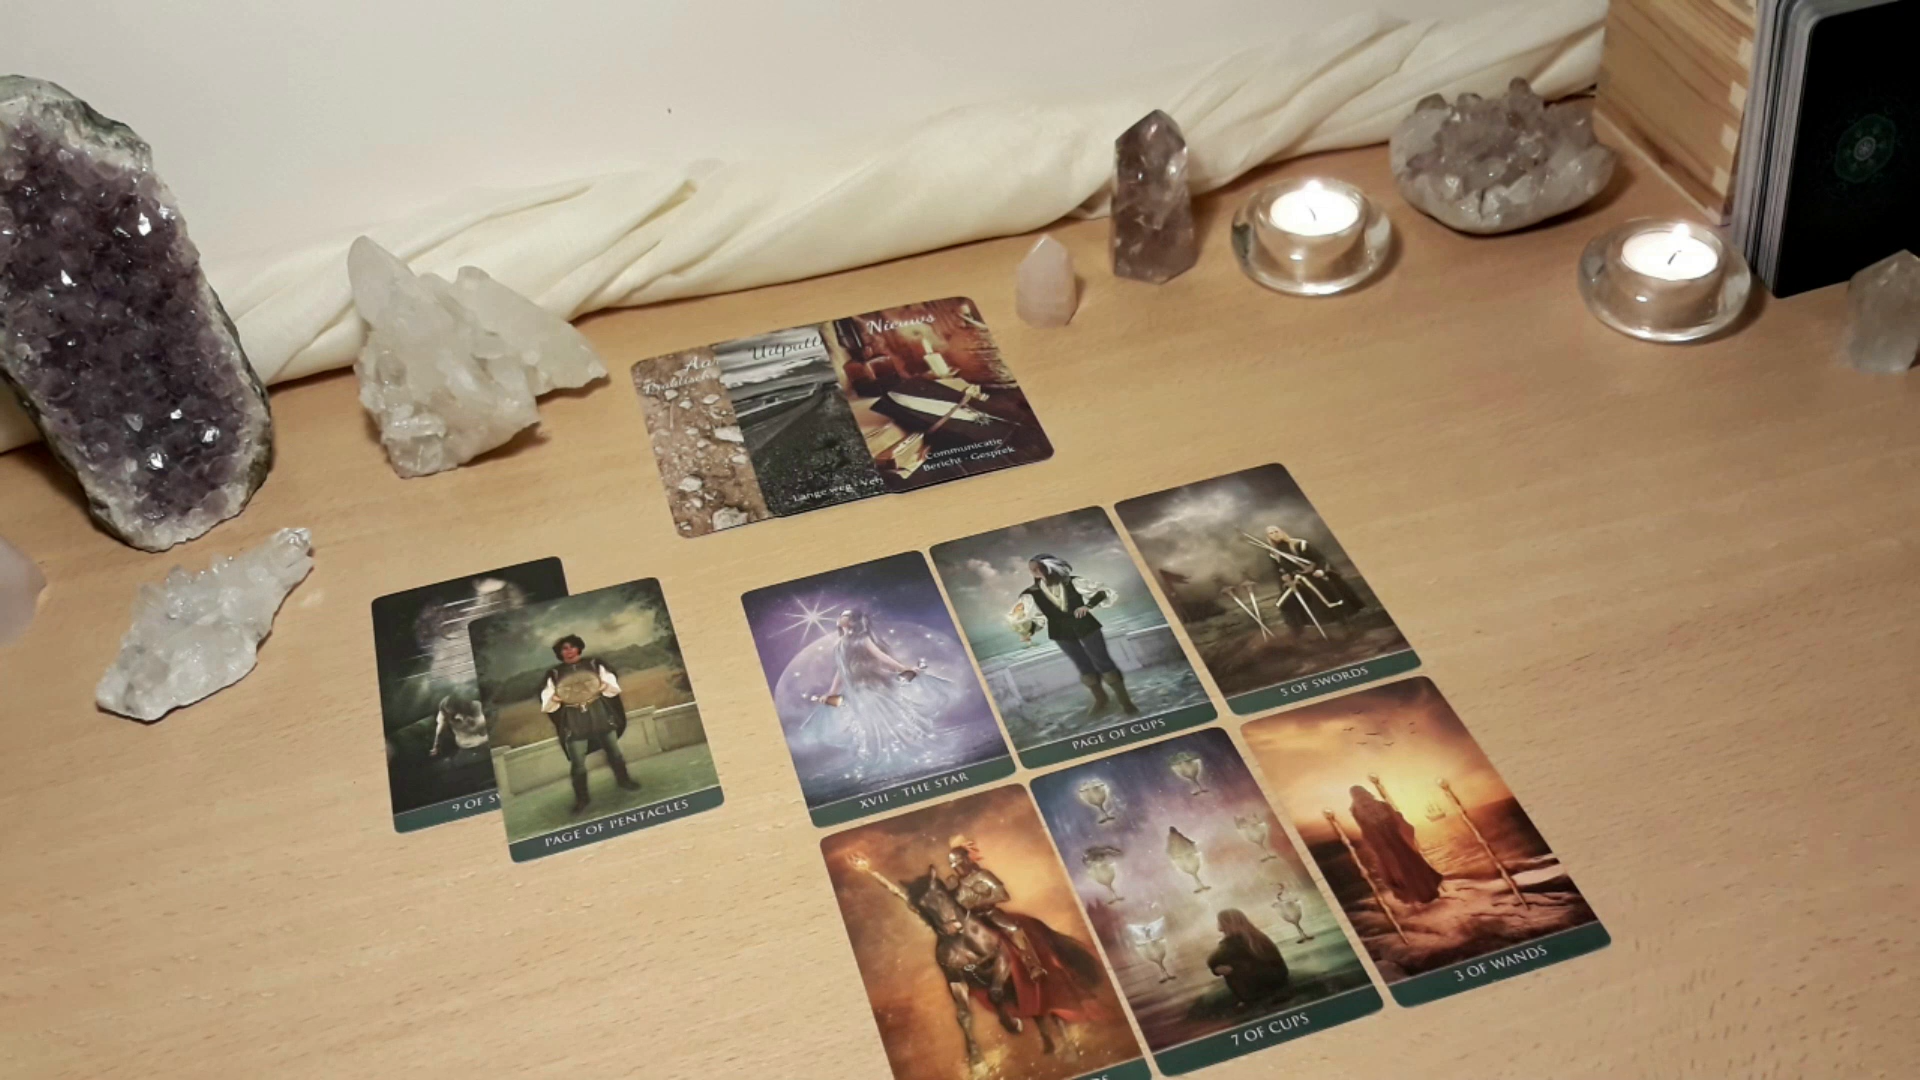 Nieuws
Communicatie
Bericht - Gesprek
Lange weg
9 OF
PAGE OF PENTACLES
XVII - THE STAR
PAGE OF CUPS
5 OF SWORDS
7 OF CUPS
3 OF WANDS